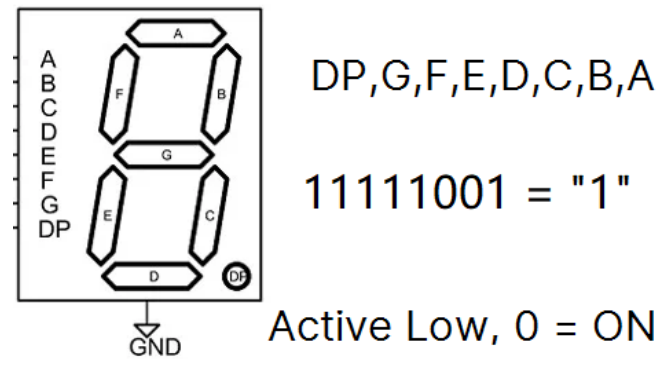 A
B
C
D
E
F
G
DP
A
F
B
G
E
C
D
DP
GND
DP,G,F,E,D,C,B,A
11111001 = "1"
Active Low, 0 = ON